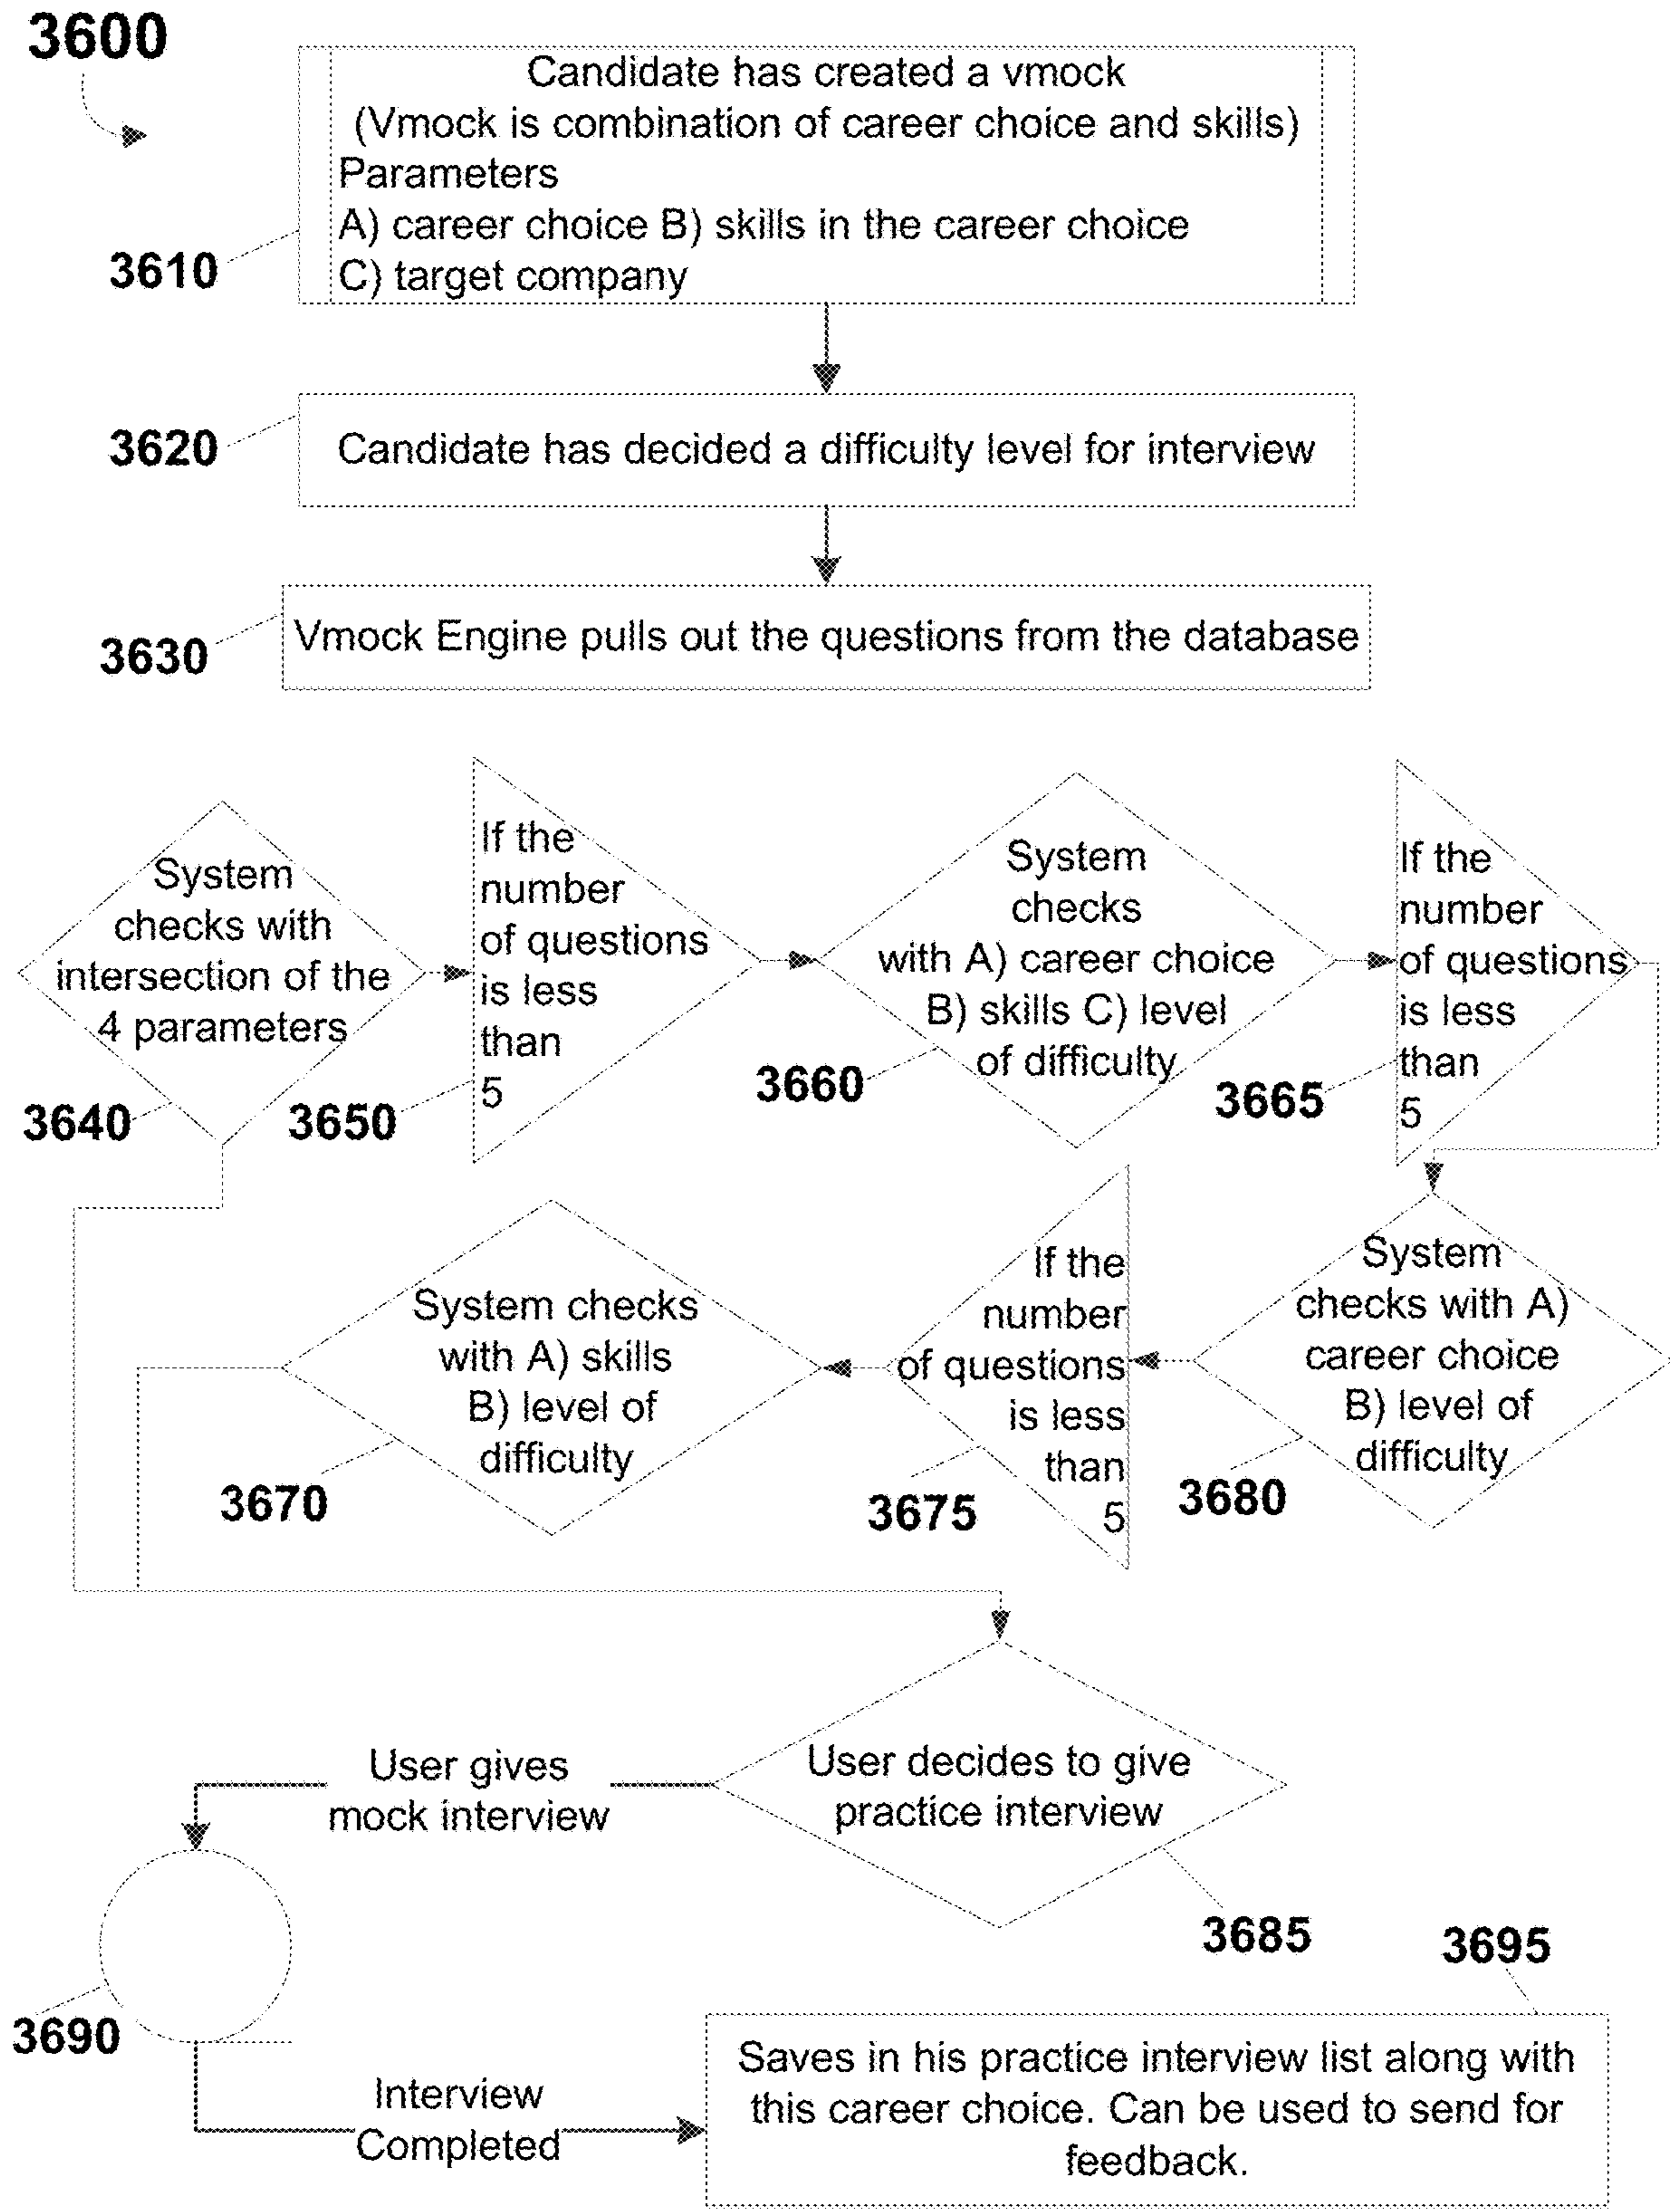 3600
Candidate has created a vmock
(Vmock is combination of career choice and skills)
Parameters
A) career choice B) skills in the career choice
C) target company
3610
Candidate has decided a difficulty level for interview
3620
Vmock Engine pulls out the questions from the database
3630
System
checks with
intersection of the
4 parameters
3640
If the
number
of questions
is less
than
5
3650
System
checks
with A) career choice
B) skills C) level
of difficulty
3660
If the
number
of questions
is less
than
5
3665
System
checks with A)
career choice
B) level of
difficulty
3680
If the
number
of questions
is less
than
5
3675
System checks
with A) skills
B) level of
difficulty
3670
User decides to give
practice interview
3685
User gives
mock interview
3690
Interview
Completed
3695
Saves in his practice interview list along with
this career choice. Can be used to send for
feedback.